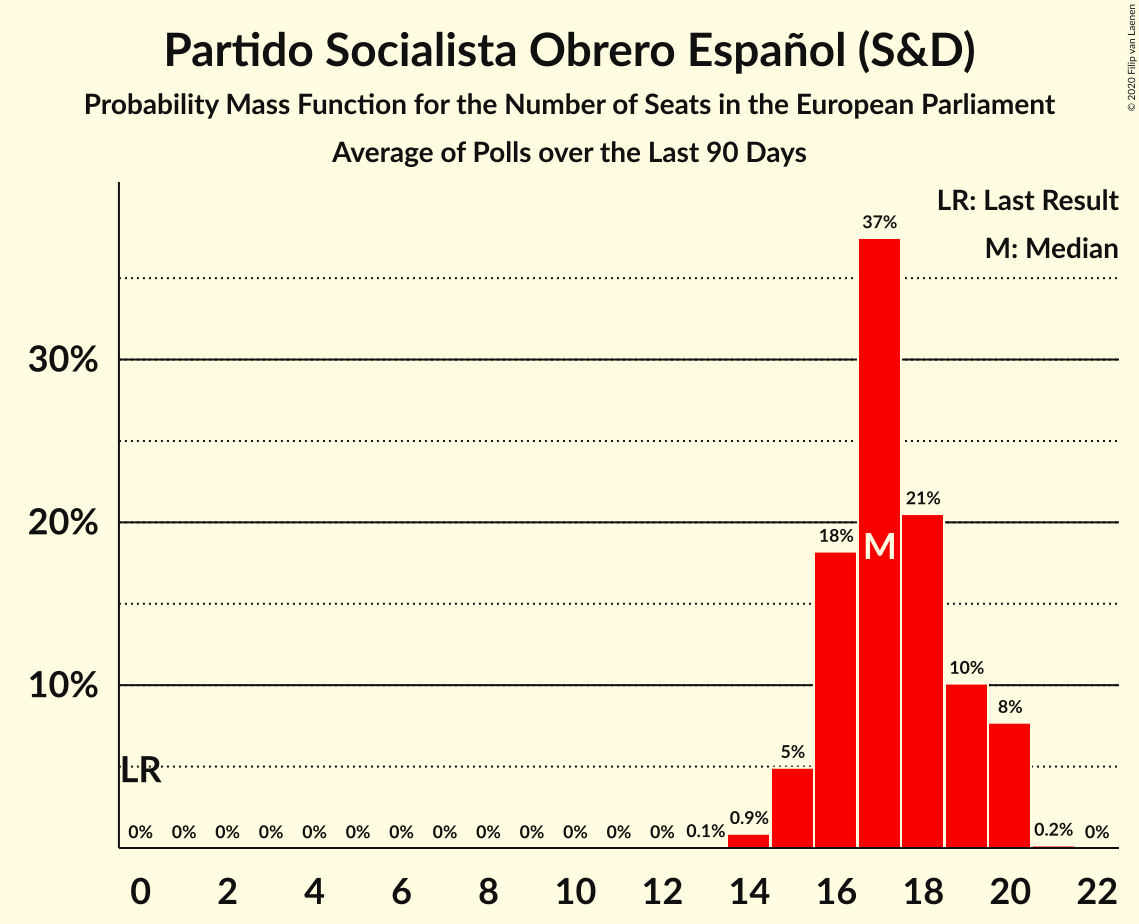 Partido Socialista Obrero Español (S&D)
Probability Mass Function for the Number of Seats in the European Parliament
Average of Polls over the Last 90 Days
© 2020 Filip van Laenen
LR: Last Result
M: Median
37%
30%
21%
20%
18%
M
10%
10%
8%
5%
LR
0% 0% 0% 0% 0% 0% 0% 0% 0% 0% 0% 0% 0% 0.1% 0.9% 0.2% 0%
0 2 4 6 8 10 12 14 16 18 20 22